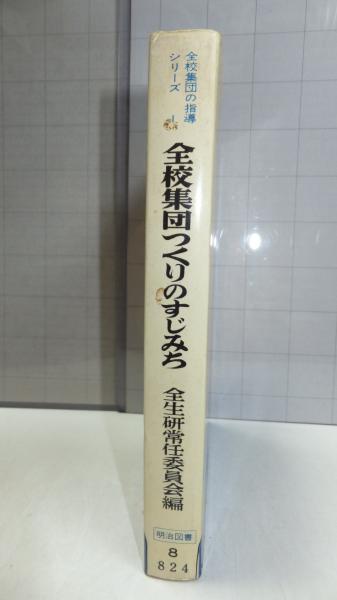 全校集団の指導
シリーズ 1
全校集団つくりのすじみち
全生研常任委員会編
明治図書
8
824